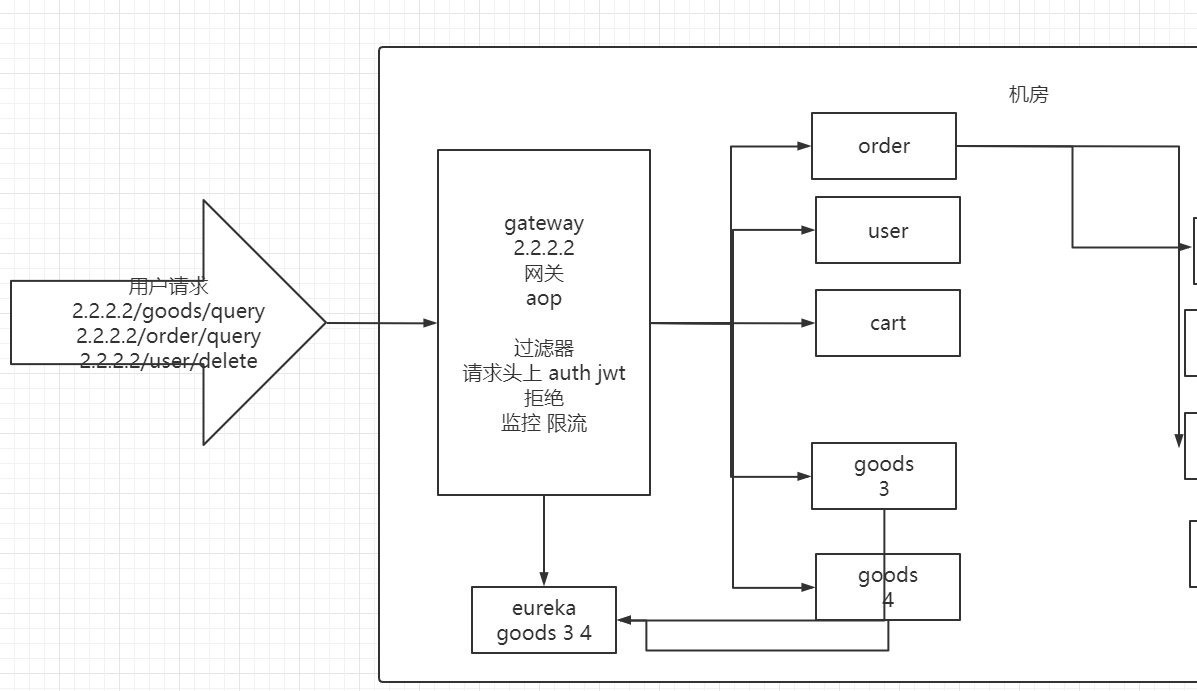 机房
order
user
gateway
2.2.2.2
网关
aop
过滤器
请求头上 auth jwt
拒绝
监控 限流
用户请求
2.2.2.2/goods/query
2.2.2.2/order/query
2.2.2.2/user/delete
cart
goods
3
goods
4
eureka
goods 3 4